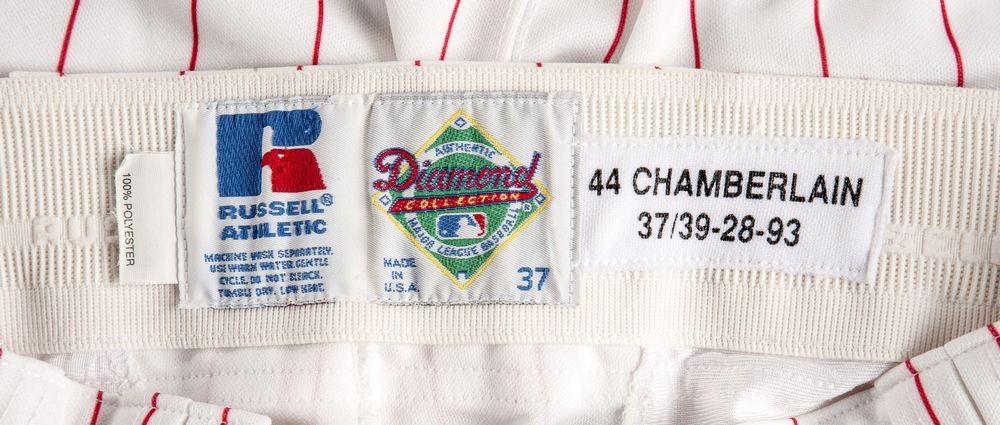 100% POLYESTER
RUSSELL®
ATHLETIC
MACHINE WASH SEPARATELY.
USE WARM WATER. GENTLE
CYCLE. DO NOT BLEACH.
TUMBLE DRY. LOW HEAT.
AUTHENTIC
Diamond
COLLECTION
MAJOR LEAGUE BASEBALL®
MADE
IN
U.S.A.
37
44 CHAMBERLAIN
37/39-28-93